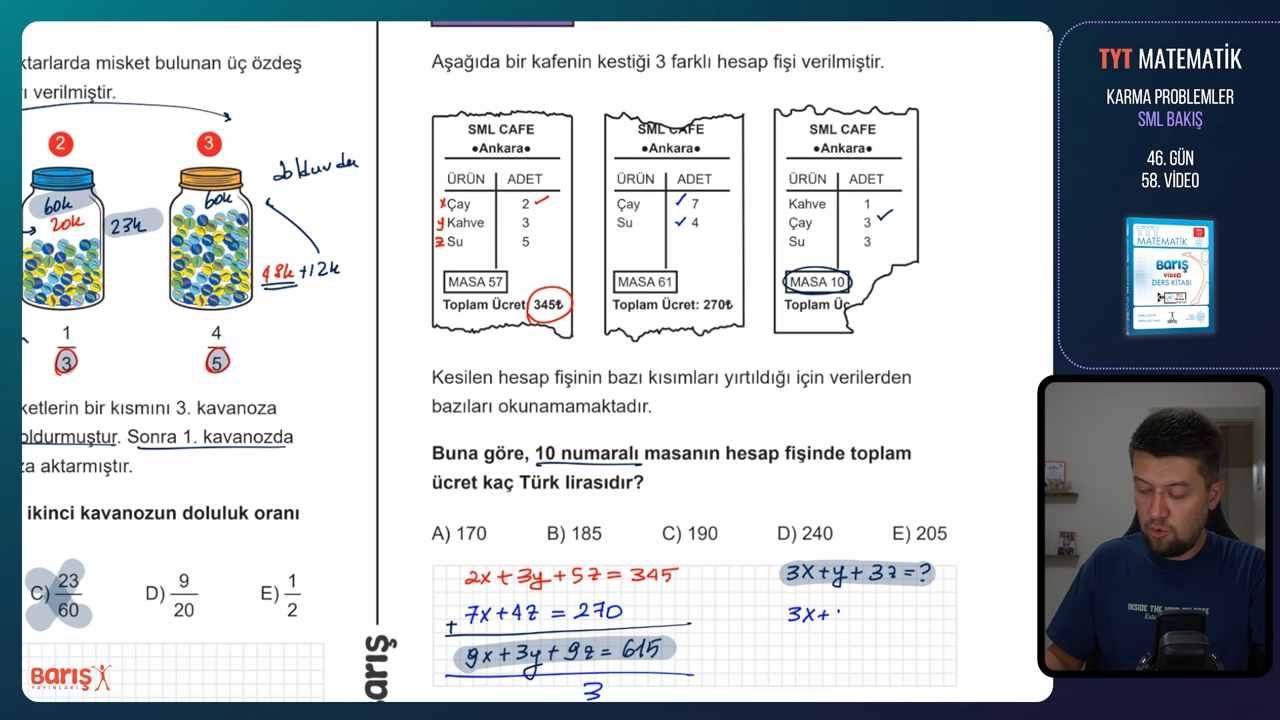 ktarlarda misket bulunan üç özdeş
verilmiştir.
2
3
doldurdu
60k
20k
23k
60k
48k +12k
1
3
4
5
ketlerin bir kısmını 3. kavanoza
oldurmuştur. Sonra 1. kavanozda
za aktarmıştır.
ikinci kavanozun doluluk oranı
C) 23
60
D) 9
20
E) 1
2
BARIŞ
YAYINLARI
arış
Aşağıda bir kafenin kestiği 3 farklı hesap fişi verilmiştir.
SML CAFE
•Ankara•
ÜRÜN ADET
x Çay 2
y Kahve 3
z Su 5
MASA 57
Toplam Ücret: 345₺
SML CAFE
•Ankara•
ÜRÜN ADET
Çay 7
Su 4
MASA 61
Toplam Ücret: 270₺
SML CAFE
•Ankara•
ÜRÜN ADET
Kahve 1
Çay 3
Su 3
MASA 10
Toplam Üc
Kesilen hesap fişinin bazı kısımları yırtıldığı için verilerden
bazıları okunamamaktadır.
Buna göre, 10 numaralı masanın hesap fişinde toplam
ücret kaç Türk lirasıdır?
A) 170 B) 185 C) 190 D) 240 E) 205
2x + 3y + 5z = 345
7x + 4z = 270
+
9x + 3y + 9z = 615
3
3x + y + 3z = ?
3x +
TYT MATEMATİK
KARMA PROBLEMLER
SML BAKIŞ
46. GÜN
58. VİDEO
TYT
MATEMATİK
BARIŞ
VİDEO
DERS KİTABI